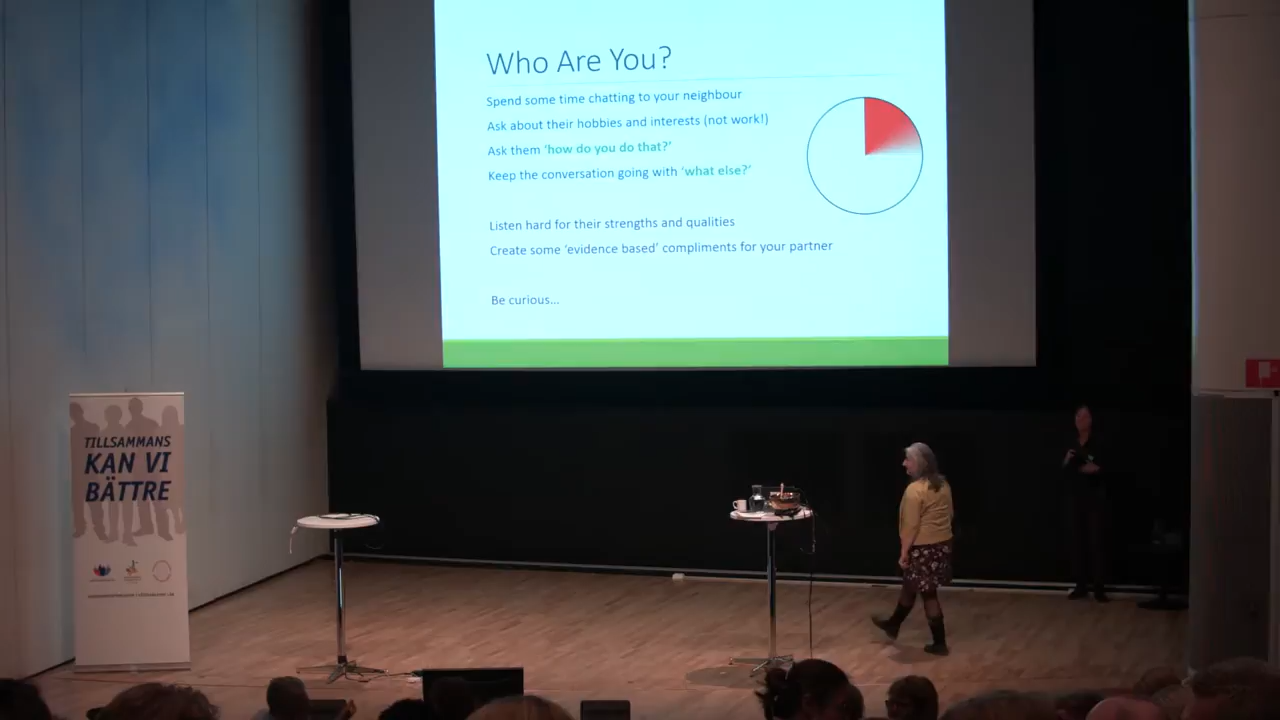 Who Are You?
Spend some time chatting to your neighbour
Ask about their hobbies and interests (not work!)
Ask them ‘how do you do that?’
Keep the conversation going with ‘what else?’
Listen hard for their strengths and qualities
Create some ‘evidence based’ compliments for your partner
Be curious...
TILLSAMMANS
KAN VI
BÄTTRE